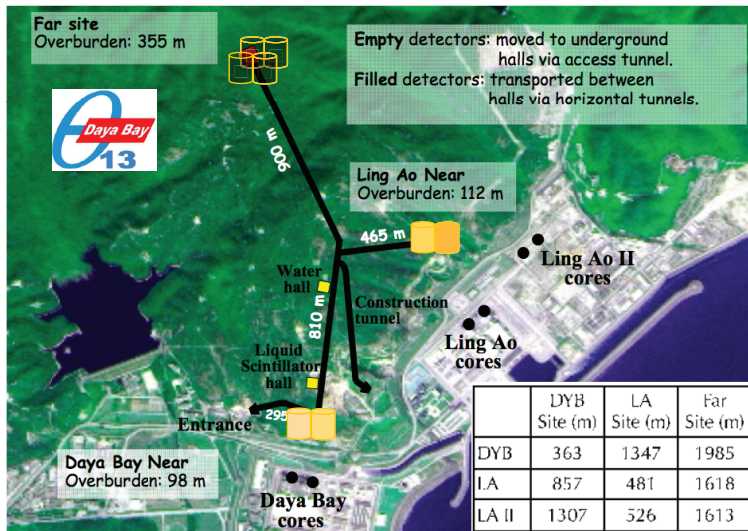 Far site
Overburden: 355 m
Empty detectors: moved to underground
halls via access tunnel.
Filled detectors: transported between
halls via horizontal tunnels.
θ
Daya Bay
13
900 m
Ling Ao Near
Overburden: 112 m
465 m
Ling Ao II
cores
Water
hall
810 m
Construction
tunnel
Ling Ao
cores
Liquid
Scintillator
hall
295
Entrance
Daya Bay Near
Overburden: 98 m
Daya Bay
cores
DYB Site (m) LA Site (m) Far Site (m)
DYB 363 1347 1985
LA 857 481 1618
LA II 1307 526 1613